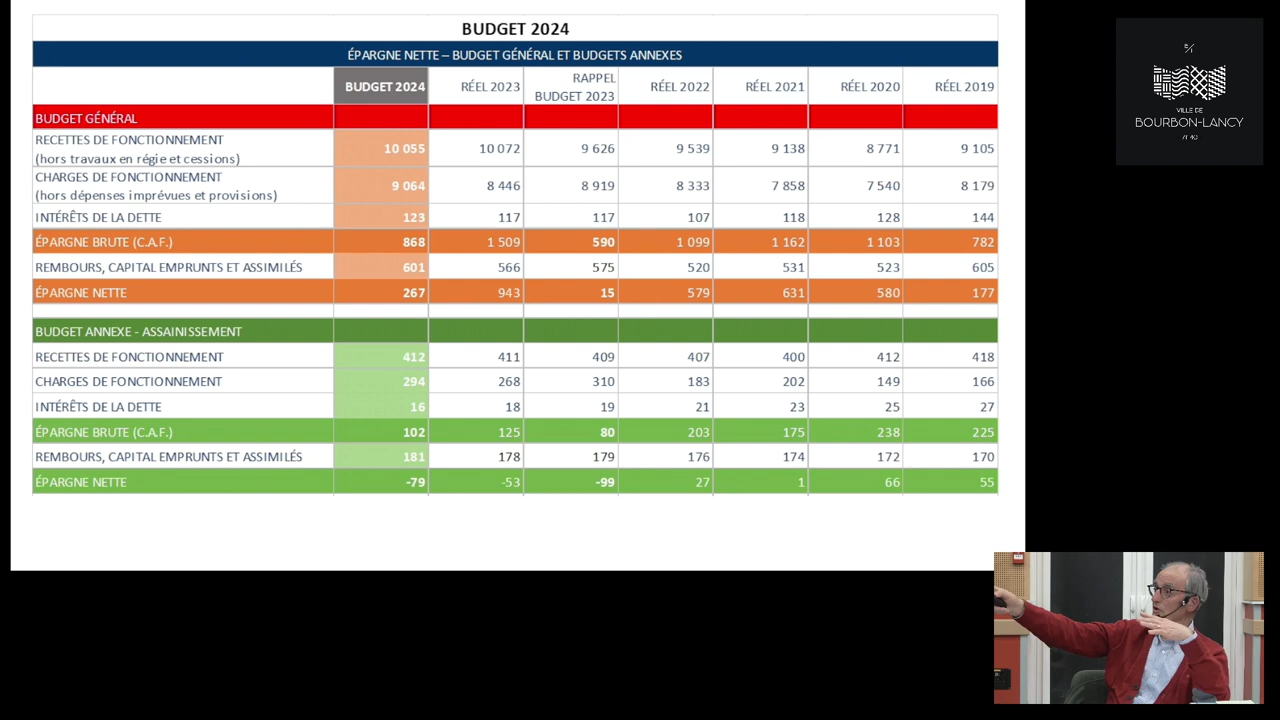 BUDGET 2024
ÉPARGNE NETTE – BUDGET GÉNÉRAL ET BUDGETS ANNEXES
BUDGET 2024 RÉEL 2023 RAPPEL BUDGET 2023 RÉEL 2022 RÉEL 2021 RÉEL 2020 RÉEL 2019
BUDGET GÉNÉRAL
RECETTES DE FONCTIONNEMENT
(hors travaux en régie et cessions) 10 055 10 072 9 626 9 539 9 138 8 771 9 105
CHARGES DE FONCTIONNEMENT
(hors dépenses imprévues et provisions) 9 064 8 446 8 919 8 333 7 858 7 540 8 179
INTÉRÊTS DE LA DETTE 123 117 117 107 118 128 144
ÉPARGNE BRUTE (C.A.F.) 868 1 509 590 1 099 1 162 1 103 782
REMBOURS, CAPITAL EMPRUNTS ET ASSIMILÉS 601 566 575 520 531 523 605
ÉPARGNE NETTE 267 943 15 579 631 580 177
BUDGET ANNEXE - ASSAINISSEMENT
RECETTES DE FONCTIONNEMENT 412 411 409 407 400 412 418
CHARGES DE FONCTIONNEMENT 294 268 310 183 202 149 166
INTÉRÊTS DE LA DETTE 16 18 19 21 23 25 27
ÉPARGNE BRUTE (C.A.F.) 102 125 80 203 175 238 225
REMBOURS, CAPITAL EMPRUNTS ET ASSIMILÉS 181 178 179 176 174 172 170
ÉPARGNE NETTE -79 -53 -99 27 1 66 55
VILLE DE
BOURBON-LANCY